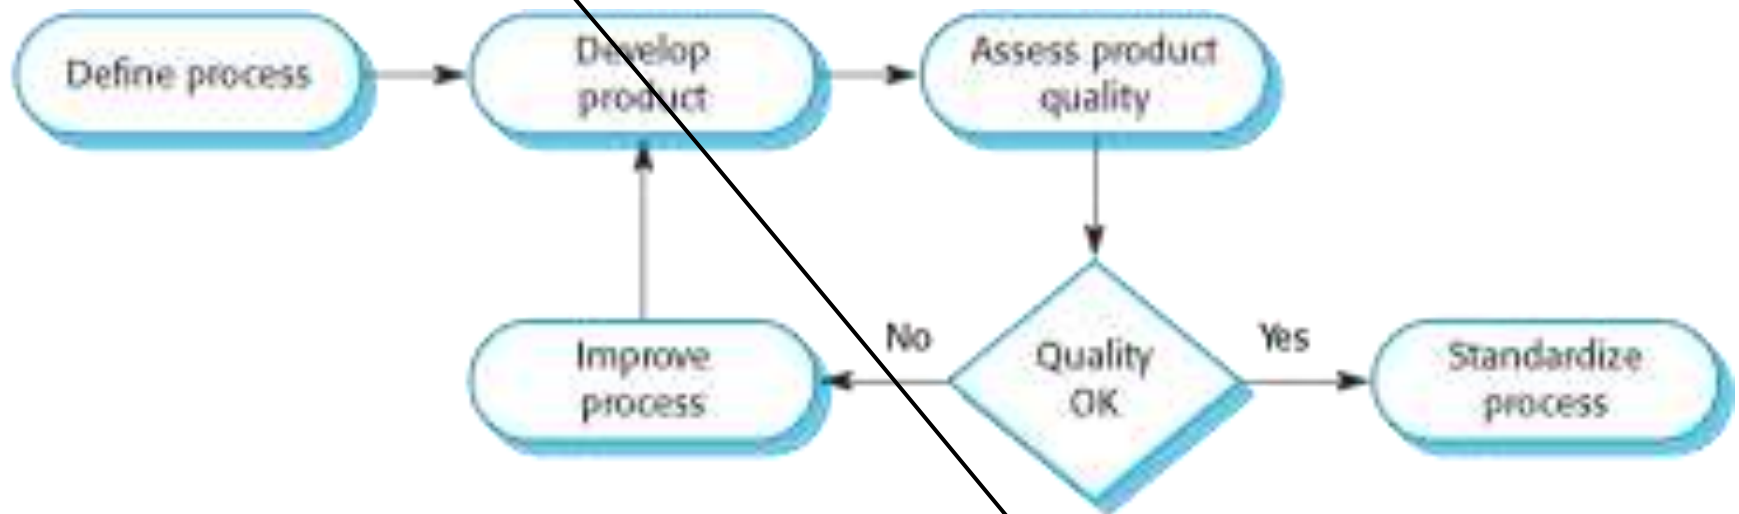 Define process
Develop
product
Assess product
quality
No
Yes
Improve
process
Quality
OK
Standardize
process